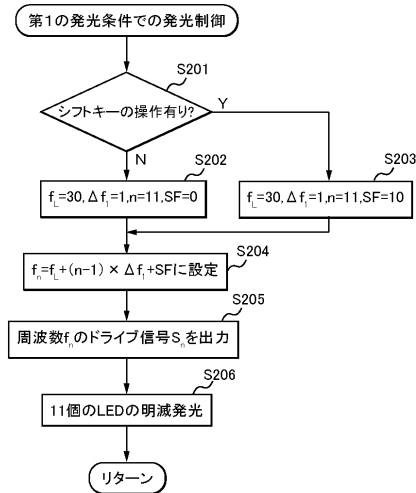 第1の発光条件での発光制御
S201
シフトキーの操作有り?
Y
N
S202
fL=30,Δf1=1,n=11,SF=0
S203
fL=30,Δf1=1,n=11,SF=10
S204
fn=fL+(n-1)×Δf1+SFに設定
S205
周波数fnのドライブ信号Snを出力
S206
11個のLEDの明滅発光
リターン